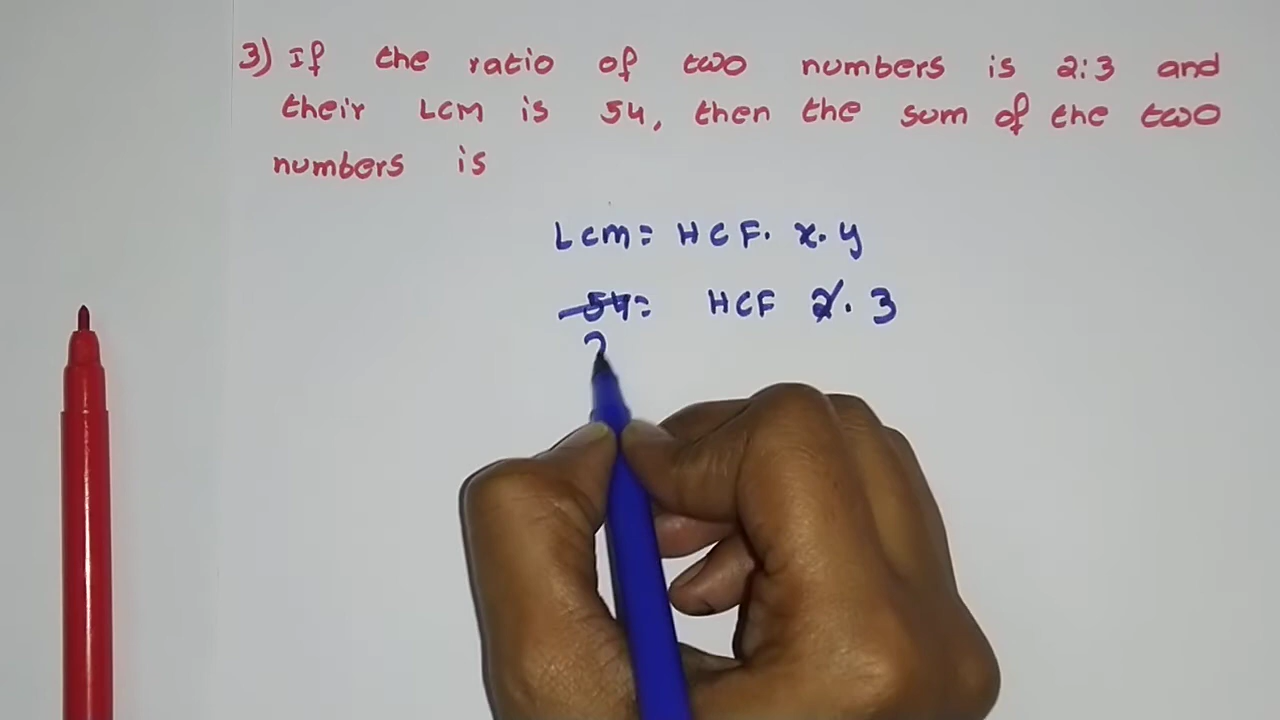 3) If the ratio of two numbers is 2:3 and
their LCM is 54, then the sum of the two
numbers is
Lcm = HCF. x. y
54 = HCF 2. 3
2